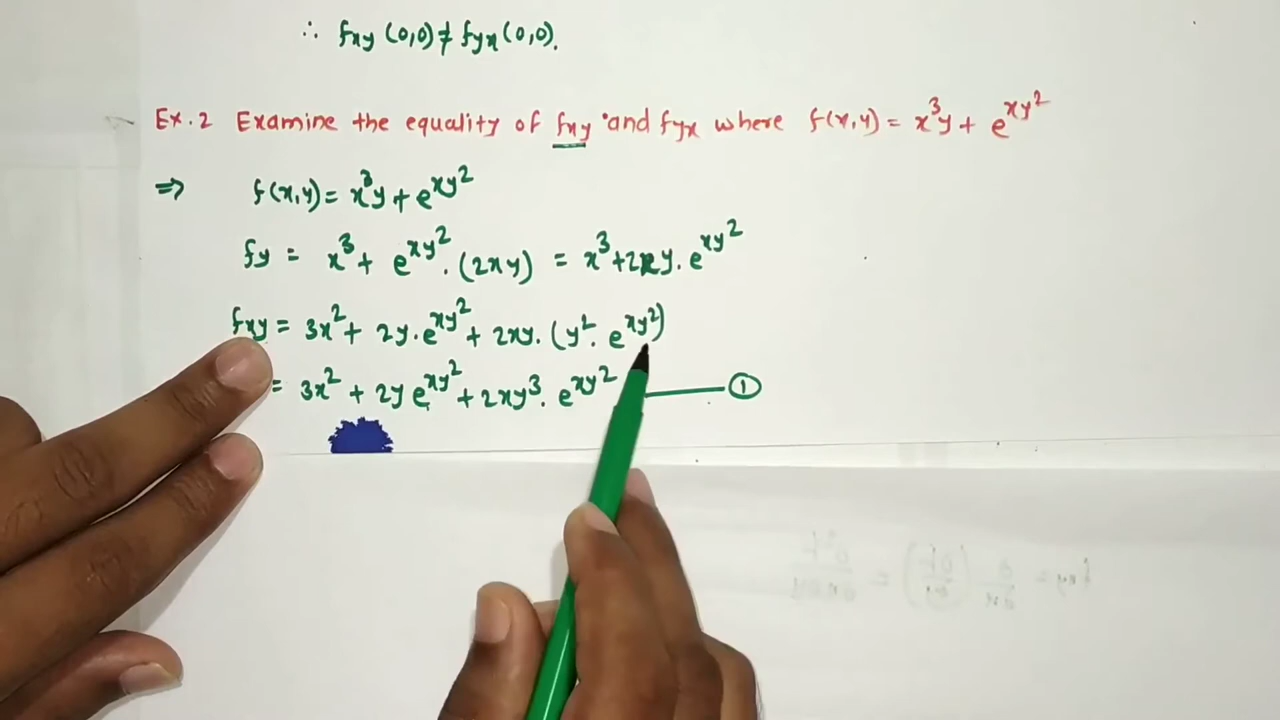 ∴ fxy (0,0) ≠ fyx (0,0).
Ex. 2 Examine the equality of fxy and fyx where f(x,y) = x³y + e^{xy²}
⇒ f(x,y) = x³y + e^{xy²}
fy = x³ + e^{xy²} . (2xy) = x³ + 2xy . e^{xy²}
fxy = 3x² + 2y . e^{xy²} + 2xy . (y² . e^{xy²})
= 3x² + 2y e^{xy²} + 2xy³ . e^{xy²} —— ①